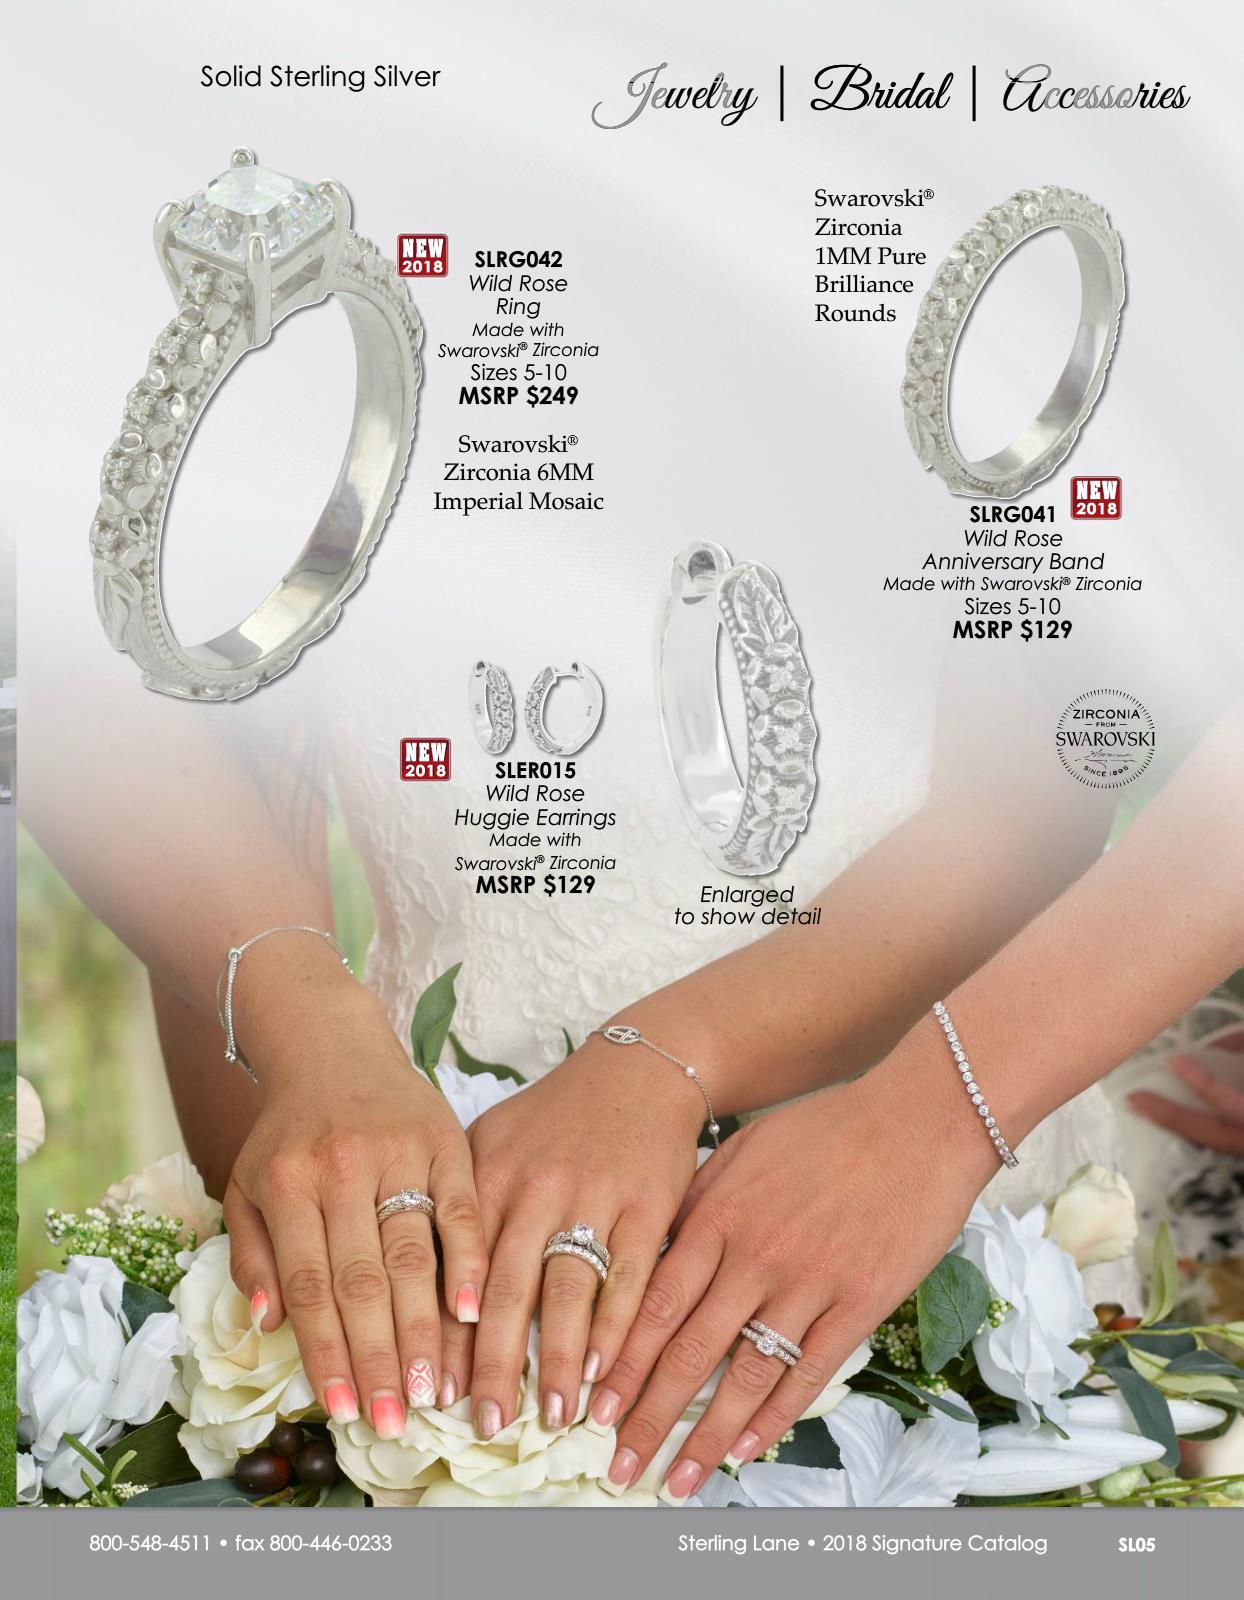 Solid Sterling Silver
Jewelry | Bridal | Accessories
NEW
2018
SLRG042
Wild Rose
Ring
Made with
Swarovski® Zirconia
Sizes 5-10
MSRP $249
Swarovski®
Zirconia 6MM
Imperial Mosaic
Swarovski®
Zirconia
1MM Pure
Brilliance
Rounds
NEW
2018
SLRG041
Wild Rose
Anniversary Band
Made with Swarovski® Zirconia
Sizes 5-10
MSRP $129
NEW
2018
SLER015
Wild Rose
Huggie Earrings
Made with
Swarovski® Zirconia
MSRP $129
Enlarged
to show detail
ZIRCONIA
FROM
SWAROVSKI
SINCE 1895
800-548-4511 • fax 800-446-0233
Sterling Lane • 2018 Signature Catalog
SL05